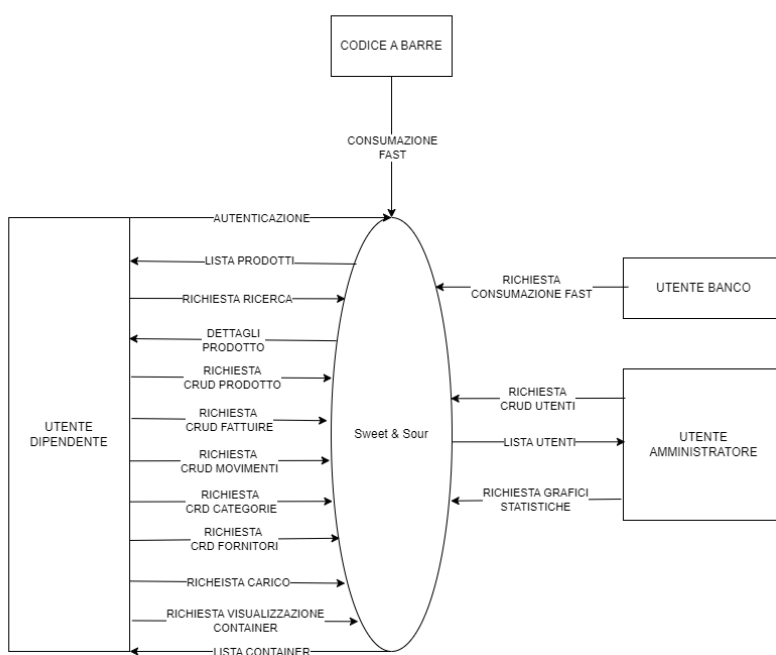 CODICE A BARRE
CONSUMAZIONE
FAST
AUTENTICAZIONE
LISTA PRODOTTI
RICHIESTA RICERCA
DETTAGLI
PRODOTTO
RICHIESTA
CRUD PRODOTTO
RICHIESTA
CRUD FATTUIRE
RICHIESTA
CRUD MOVIMENTI
RICHIESTA
CRD CATEGORIE
RICHIESTA
CRD FORNITORI
RICHEISTA CARICO
RICHIESTA VISUALIZZAZIONE
CONTAINER
LISTA CONTAINER
UTENTE
DIPENDENTE
Sweet & Sour
RICHIESTA
CONSUMAZIONE FAST
UTENTE BANCO
RICHIESTA
CRUD UTENTI
LISTA UTENTI
RICHIESTA GRAFICI
STATISTICHE
UTENTE
AMMINISTRATORE